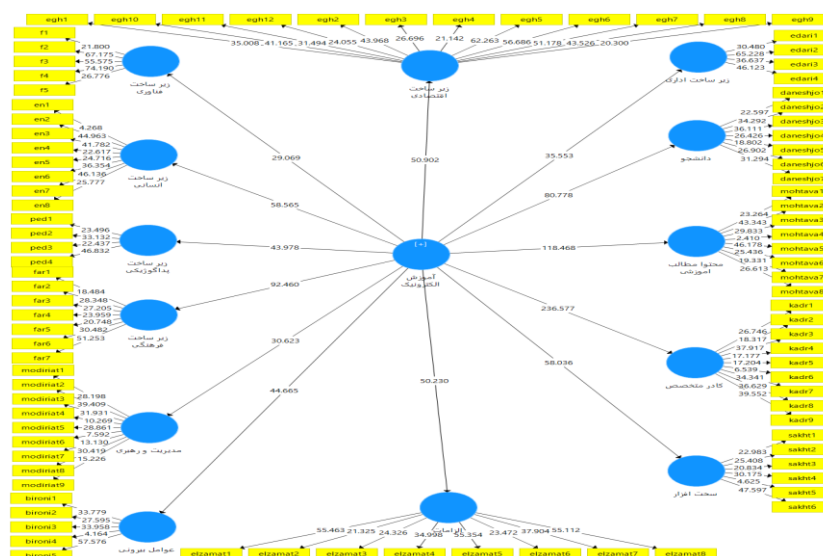 egh1 egh10 egh11 egh12 egh2 egh3 egh4 egh5 egh6 egh7 egh8 egh9
35.008 41.165 31.494 24.055 43.968 26.696 21.142 62.263 56.686 51.178 43.526 20.300
زیر ساخت
اقتصادی
f1
f2
f3
f4
f5
21.800
67.175
55.575
74.190
26.776
زیر ساخت
فناوری
en1
en2
en3
en4
en5
en6
en7
en8
4.268
44.963
41.782
22.617
24.716
36.354
46.136
25.777
زیر ساخت
انسانی
ped1
ped2
ped3
ped4
23.496
33.132
22.437
46.832
زیر ساخت
پداگوژیکی
far1
far2
far3
far4
far5
far6
far7
18.484
28.348
27.205
23.959
20.748
30.482
51.253
زیر ساخت
فرهنگی
modiriat1
modiriat2
modiriat3
modiriat4
modiriat6
modiriat7
modiriat8
modiriat9
28.198
39.409
31.931
10.269
28.861
7.592
13.130
30.419
15.226
مدیریت و رهبری
bironi1
bironi2
bironi3
bironi4
33.779
27.595
33.958
4.164
57.576
عوامل بیرونی
50.902
29.069
58.565
43.978
92.460
30.623
44.665
50.230
35.553
80.778
118.468
236.577
58.036
[+]
آموزش
الکترونیک
edari1
edari2
edari3
edari4
30.480
65.228
36.637
46.123
زیر ساخت اداری
daneshjo1
daneshjo2
daneshjo3
daneshjo4
daneshjo5
daneshjo6
daneshjo7
22.597
34.292
36.111
26.426
18.802
26.902
31.294
دانشجو
mohtava1
mohtava2
mohtava3
mohtava4
mohtava5
mohtava6
mohtava7
mohtava8
23.264
43.343
29.833
2.410
46.178
25.436
19.331
26.613
محتوا مطالب
آموزشی
kadr1
kadr2
kadr3
kadr4
kadr5
kadr6
kadr7
kadr8
kadr9
26.746
18.317
37.917
17.177
17.204
6.539
34.341
36.629
39.552
کادر متخصص
sakht1
sakht2
sakht3
sakht4
sakht5
sakht6
22.983
25.408
20.834
30.175
4.625
47.597
سخت افزار
الزامات
55.463 21.325 24.326 34.998 55.354 23.472 37.904 55.112
elzamat1 elzamat2 elzamat3 elzamat4 elzamat5 elzamat6 elzamat7 elzamat8